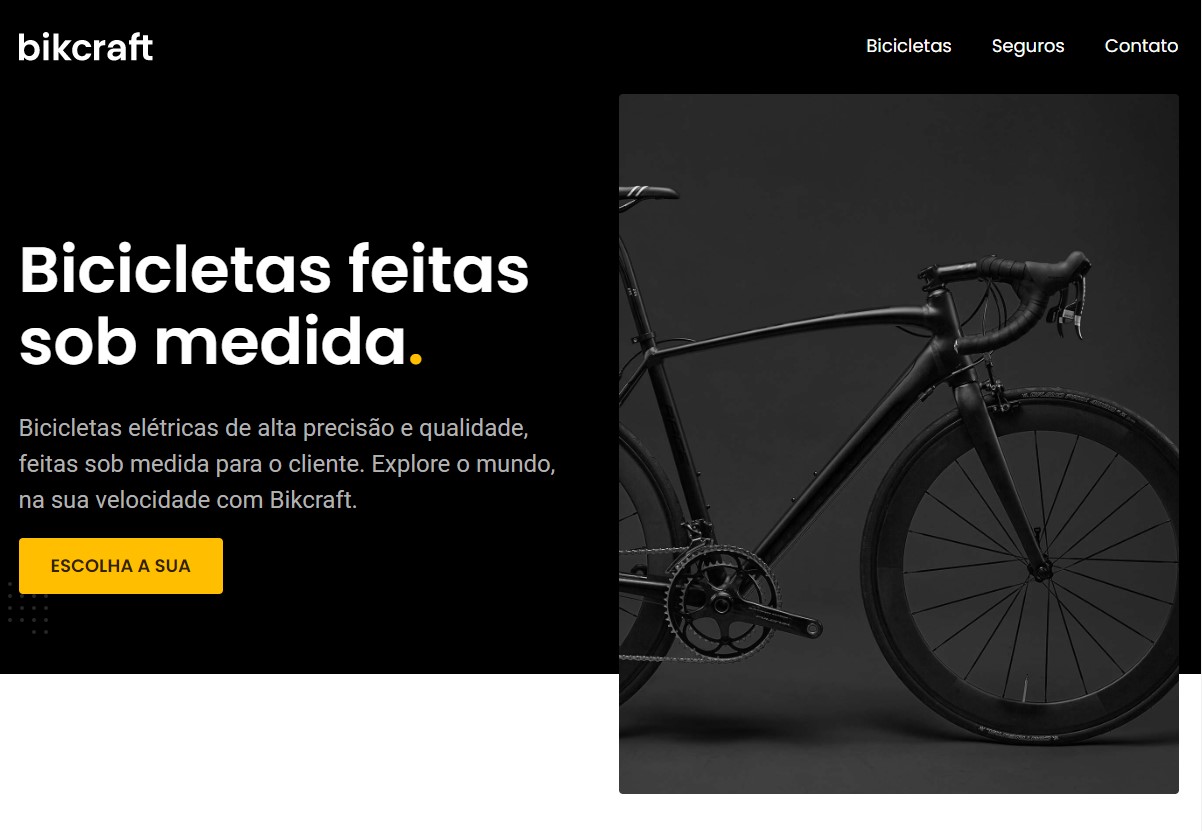 bikcraft
Bicicletas
Seguros
Contato
Bicicletas feitas
sob medida.
Bicicletas elétricas de alta precisão e qualidade,
feitas sob medida para o cliente. Explore o mundo,
na sua velocidade com Bikcraft.
ESCOLHA A SUA